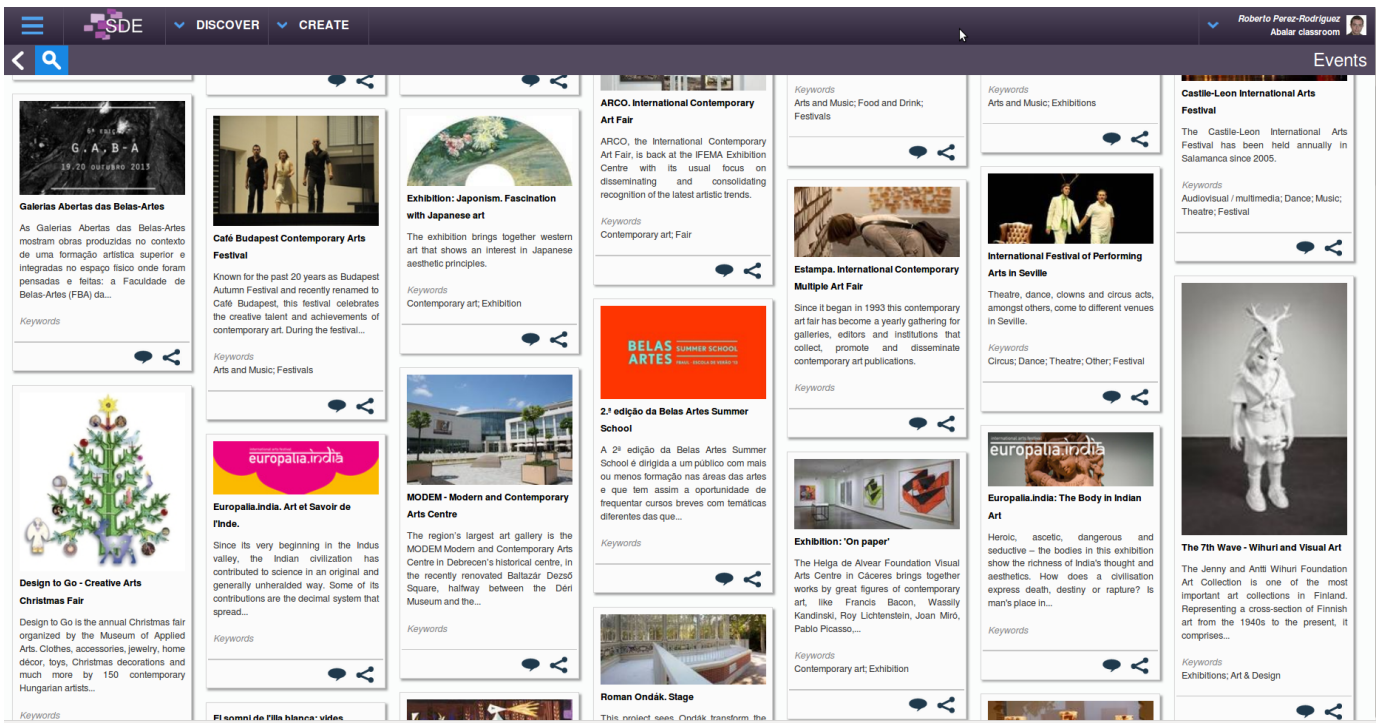 SDE
DISCOVER
CREATE
Roberto Perez-Rodriguez
Abalar classroom
Events
6ª EDIÇÃO
G.A.B-A
19.20 outubro 2013
Galerias Abertas das Belas-Artes
As Galerias Abertas das Belas-Artes
mostram obras produzidas no contexto
de uma formação artística superior e
integradas no espaço físico onde foram
pensadas e feitas: a Faculdade de
Belas-Artes (FBA) da...
Keywords
Design to Go - Creative Arts
Christmas Fair
Design to Go is the annual Christmas fair
organized by the Museum of Applied
Arts. Clothes, accessories, jewelry, home
décor, toys, Christmas decorations and
much more by 150 contemporary
Hungarian artists...
Keywords
Café Budapest Contemporary Arts
Festival
Known for the past 20 years as Budapest
Autumn Festival and recently renamed to
Café Budapest, this festival celebrates
the creative talent and achievements of
contemporary art. During the festival...
Keywords
Arts and Music; Festivals
international arts festival
europalia.india
Europalia.india. Art et Savoir de
l'Inde.
Since its very beginning in the Indus
valley, the Indian civilization has
contributed to science in an original and
generally unheralded way. Some of its
contributions are the decimal system that
spread...
Keywords
El somni de l'illa blanca: vides
Exhibition: Japonism. Fascination
with Japanese art
The exhibition brings together western
art that shows an interest in Japanese
aesthetic principles.
Keywords
Contemporary art; Exhibition
MODEM - Modern and Contemporary
Arts Centre
The region's largest art gallery is the
MODEM Modern and Contemporary Arts
Centre in Debrecen's historical centre, in
the recently renovated Baltazár Dezső
Square, halfway between the Déri
Museum and the...
Keywords
ARCO. International Contemporary
Art Fair
ARCO, the International Contemporary
Art Fair, is back at the IFEMA Exhibition
Centre with its usual focus on
disseminating and consolidating
recognition of the latest artistic trends.
Keywords
Contemporary art; Fair
BELAS SUMMER SCHOOL
ARTES
2.ª edição da Belas Artes Summer
School
A 2ª edição da Belas Artes Summer
School é dirigida a um público com mais
ou menos formação nas áreas das artes
e que tem assim a oportunidade de
frequentar cursos breves com temáticas
diferentes das que...
Keywords
Roman Ondák. Stage
This project sees Ondák transform the
Keywords
Arts and Music; Food and Drink;
Festivals
Estampa. International Contemporary
Multiple Art Fair
Since it began in 1993 this contemporary
art fair has become a yearly gathering for
galleries, editors and institutions that
collect, promote and disseminate
contemporary art publications.
Keywords
Exhibition: 'On paper'
The Helga de Alvear Foundation Visual
Arts Centre in Cáceres brings together
works by great figures of contemporary
art, like Francis Bacon, Wassily
Kandinski, Roy Lichtenstein, Joan Miró,
Pablo Picasso,...
Keywords
Contemporary art; Exhibition
Keywords
Arts and Music; Exhibitions
International Festival of Performing
Arts in Seville
Theatre, dance, clowns and circus acts,
amongst others, come to different venues
in Seville.
Keywords
Circus; Dance; Theatre; Other; Festival
international arts festival
europalia.india
Europalia.india: The Body in Indian
Art
Heroic, ascetic, dangerous and
seductive – the bodies in this exhibition
show the richness of India's thought and
aesthetics. How does a civilisation
express death, destiny or rapture? Is
man's place in...
Keywords
Castile-Leon International Arts
Festival
The Castile-Leon International Arts
Festival has been held annually in
Salamanca since 2005.
Keywords
Audiovisual / multimedia; Dance; Music;
Theatre; Festival
The 7th Wave - Wihuri and Visual Art
The Jenny and Antti Wihuri Foundation
Art Collection is one of the most
important art collections in Finland.
Representing a cross-section of Finnish
art from the 1940s to the present, it
comprises...
Keywords
Exhibitions; Art & Design